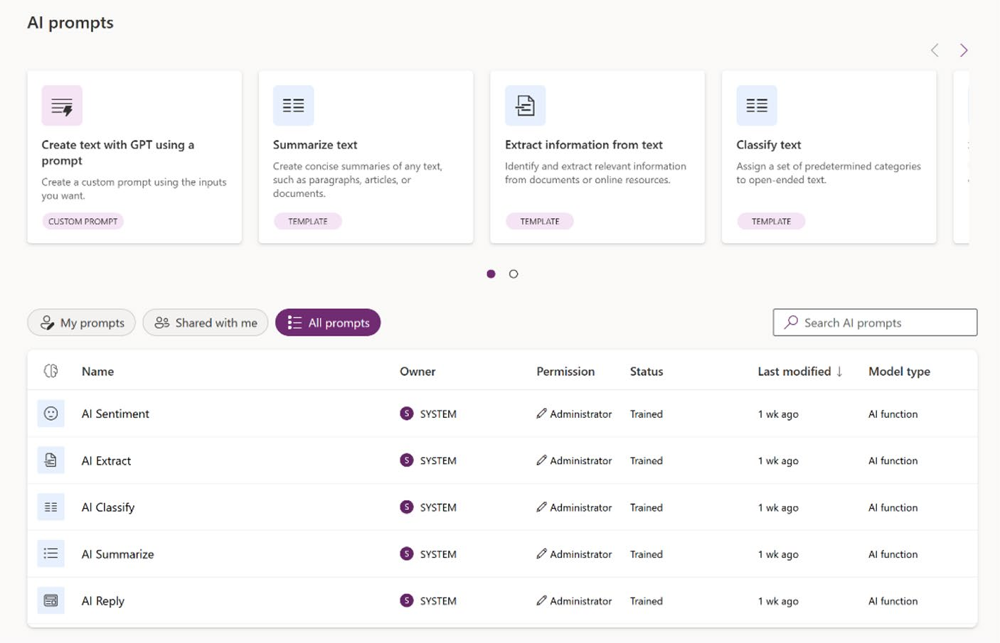 AI prompts
Create text with GPT using a
prompt
Create a custom prompt using the inputs
you want.
CUSTOM PROMPT
Summarize text
Create concise summaries of any text,
such as paragraphs, articles, or
documents.
TEMPLATE
Extract information from text
Identify and extract relevant information
from documents or online resources.
TEMPLATE
Classify text
Assign a set of predetermined categories
to open-ended text.
TEMPLATE
My prompts Shared with me All prompts Search AI prompts
Name Owner Permission Status Last modified ↓ Model type
AI Sentiment S SYSTEM Administrator Trained 1 wk ago AI function
AI Extract S SYSTEM Administrator Trained 1 wk ago AI function
AI Classify S SYSTEM Administrator Trained 1 wk ago AI function
AI Summarize S SYSTEM Administrator Trained 1 wk ago AI function
AI Reply S SYSTEM Administrator Trained 1 wk ago AI function